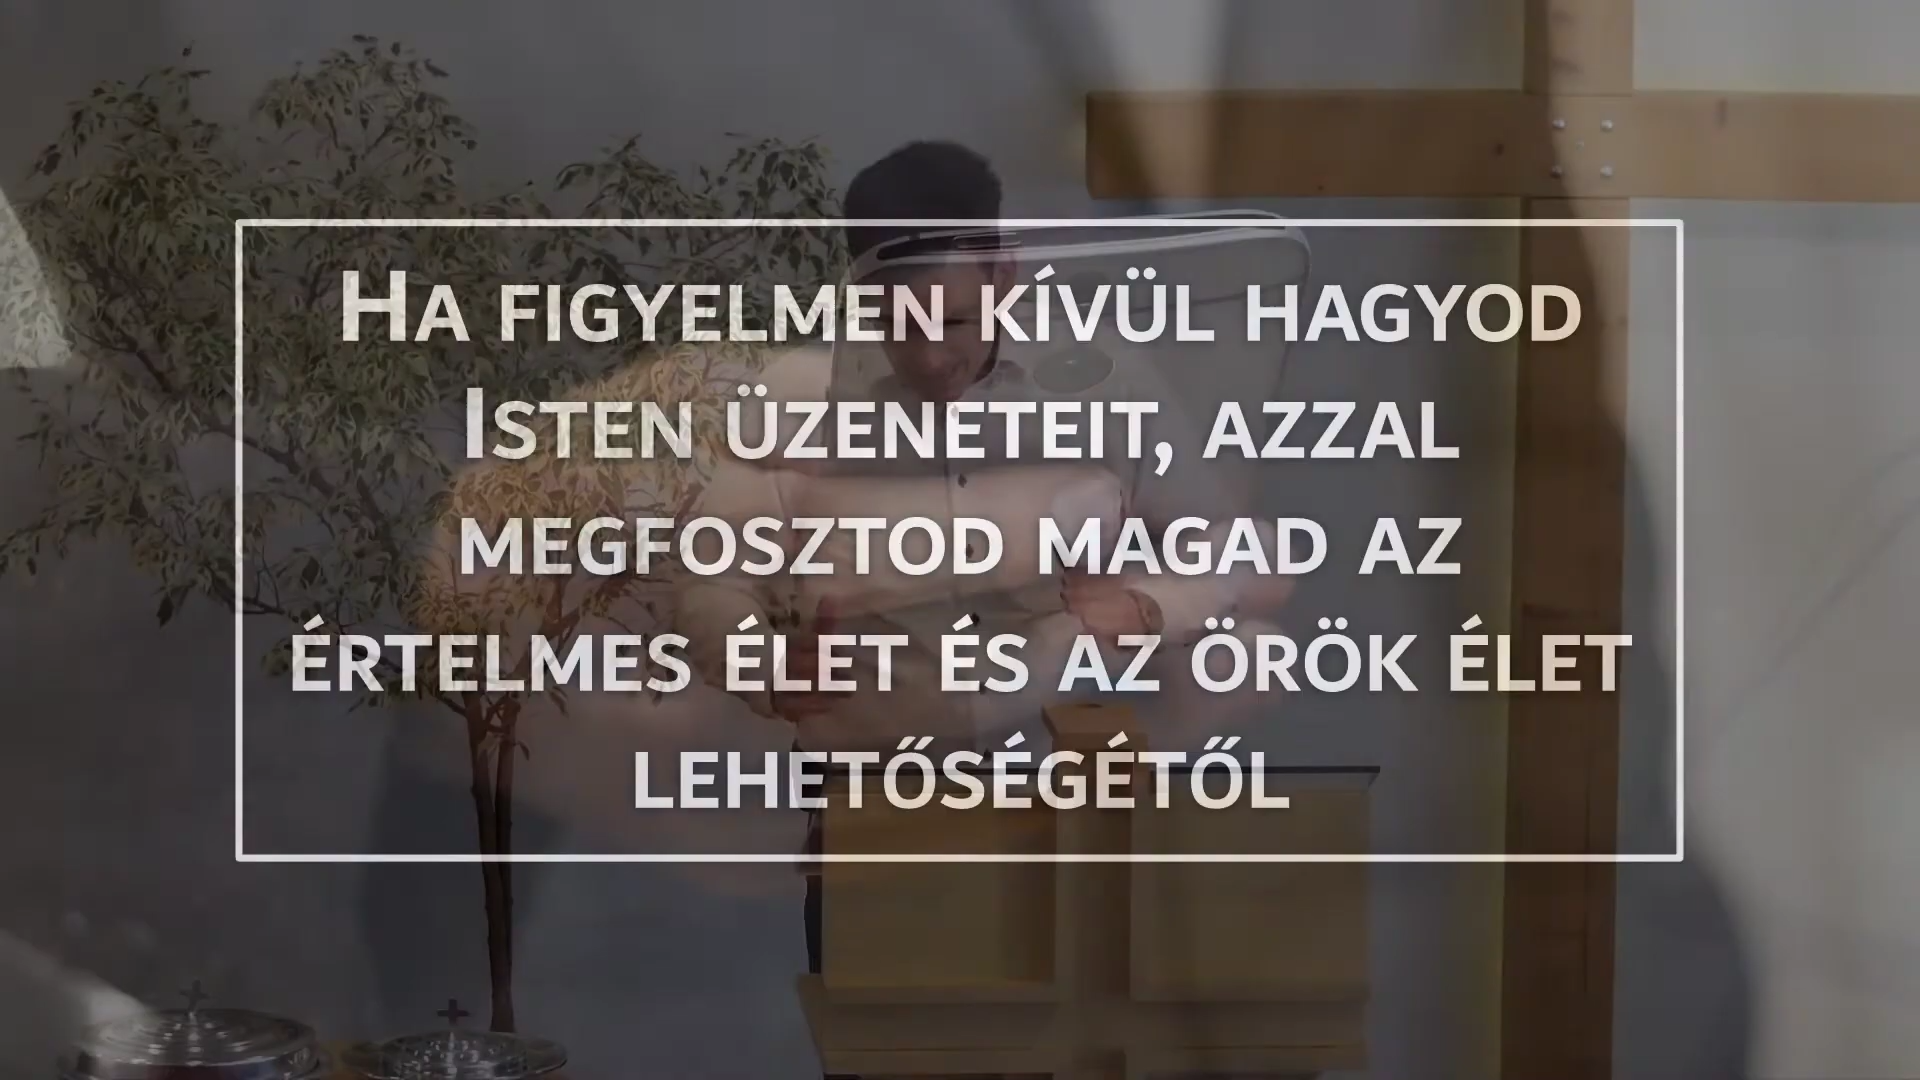 Ha figyelmen kívül hagyod
Isten üzeneteit, azzal
megfosztod magad az
értelmes élet és az örök élet
lehetőségétől